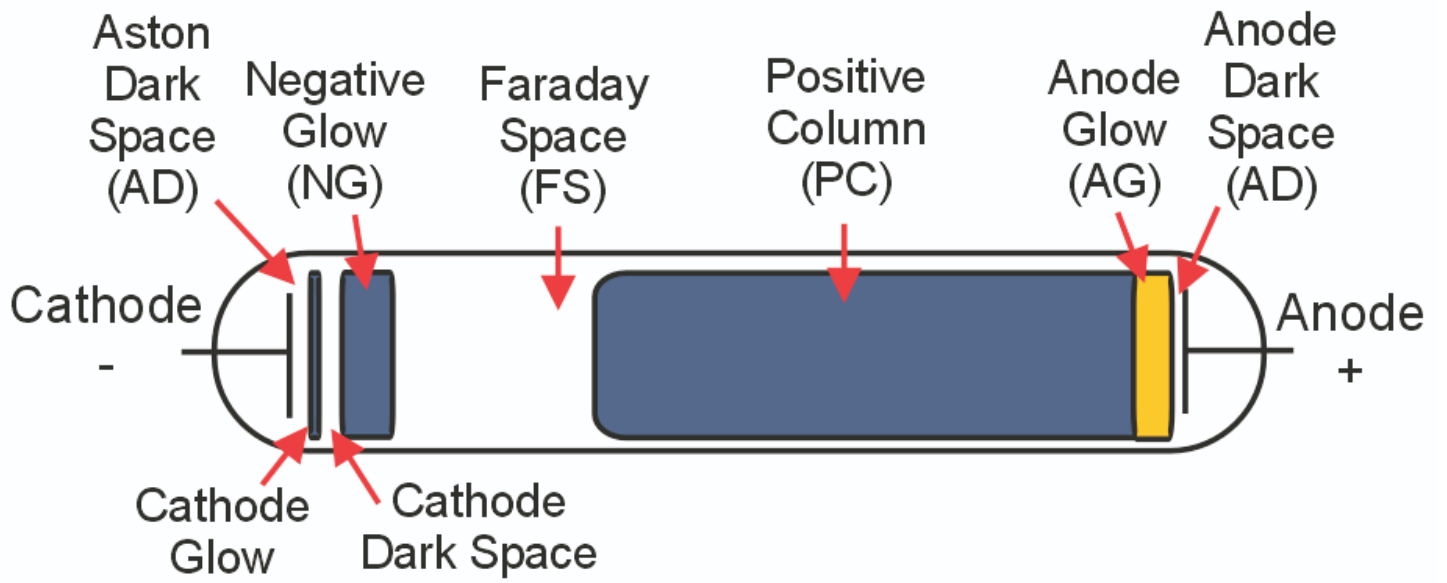 Aston
Dark
Space
(AD)
Negative
Glow
(NG)
Faraday
Space
(FS)
Positive
Column
(PC)
Anode
Glow
(AG)
Anode
Dark
Space
(AD)
Cathode
-
Anode
+
Cathode
Glow
Cathode
Dark Space